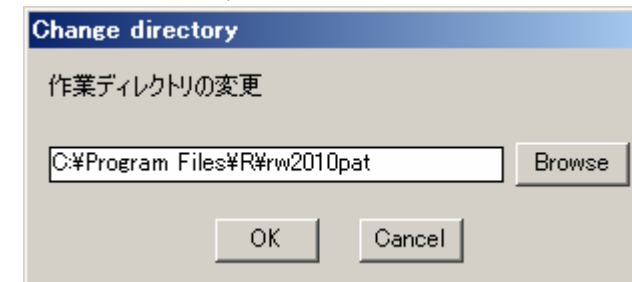 Change directory
作業ディレクトリの変更
C:¥Program Files¥R¥rw2010pat
Browse
OK
Cancel